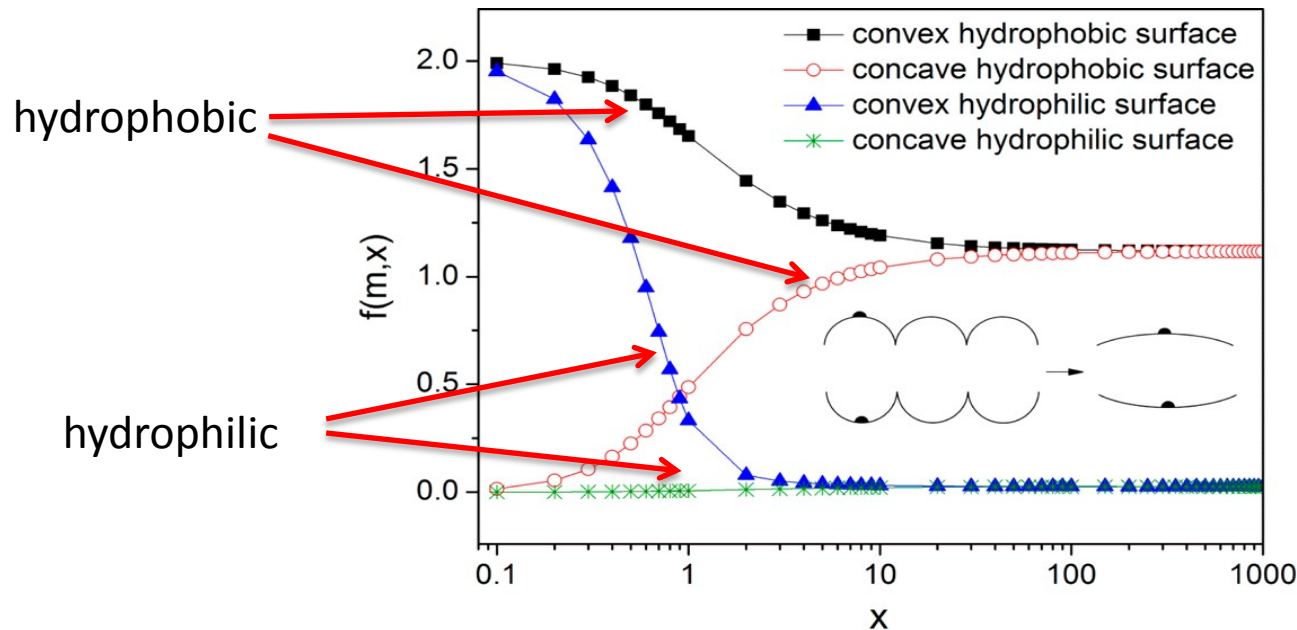 convex hydrophobic surface
concave hydrophobic surface
convex hydrophilic surface
concave hydrophilic surface
hydrophobic
hydrophilic
f(m,x)
2.0
1.5
1.0
0.5
0.0
0.1
1
10
100
1000
x